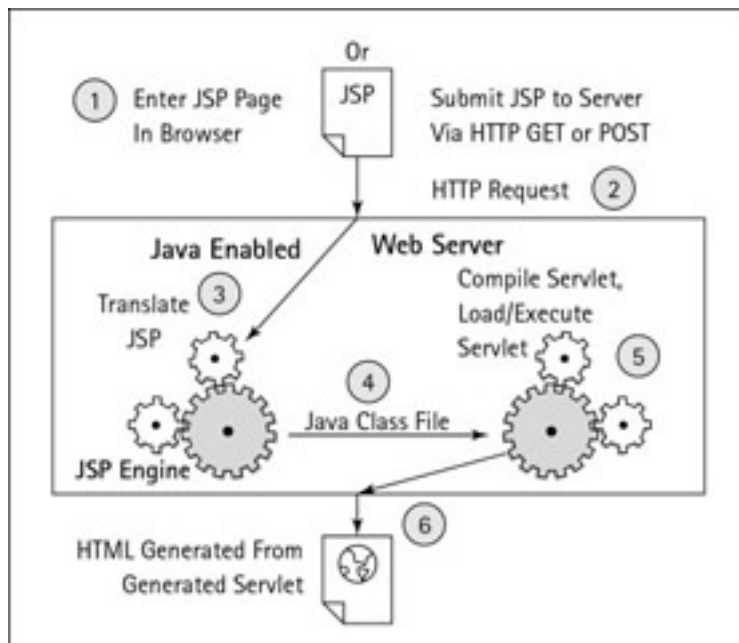 Or
1
Enter JSP Page
In Browser
JSP
Submit JSP to Server
Via HTTP GET or POST
HTTP Request
2
Java Enabled
Web Server
3
Translate
JSP
Compile Servlet,
Load/Execute
Servlet
5
4
Java Class File
JSP Engine
6
HTML Generated From
Generated Servlet